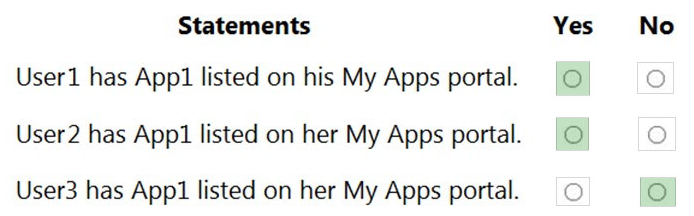 Statements Yes No
User1 has App1 listed on his My Apps portal.
User2 has App1 listed on her My Apps portal.
User3 has App1 listed on her My Apps portal.